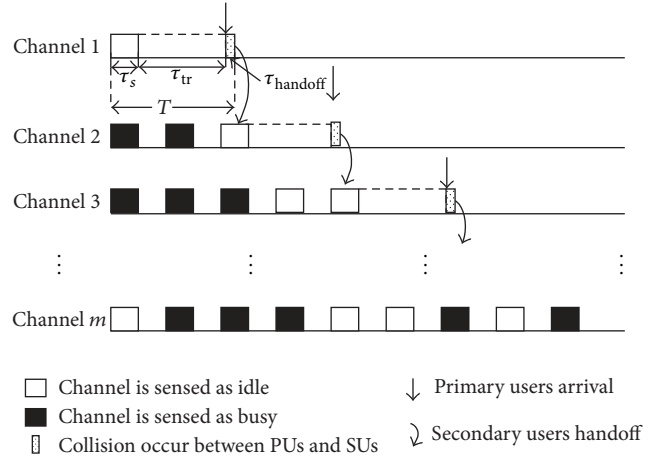 Channel 1
τs
τtr
τhandoff
T
Channel 2
Channel 3
⋮ ⋮ ⋮ ⋮
Channel m
Channel is sensed as idle
Primary users arrival
Channel is sensed as busy
Secondary users handoff
Collision occur between PUs and SUs